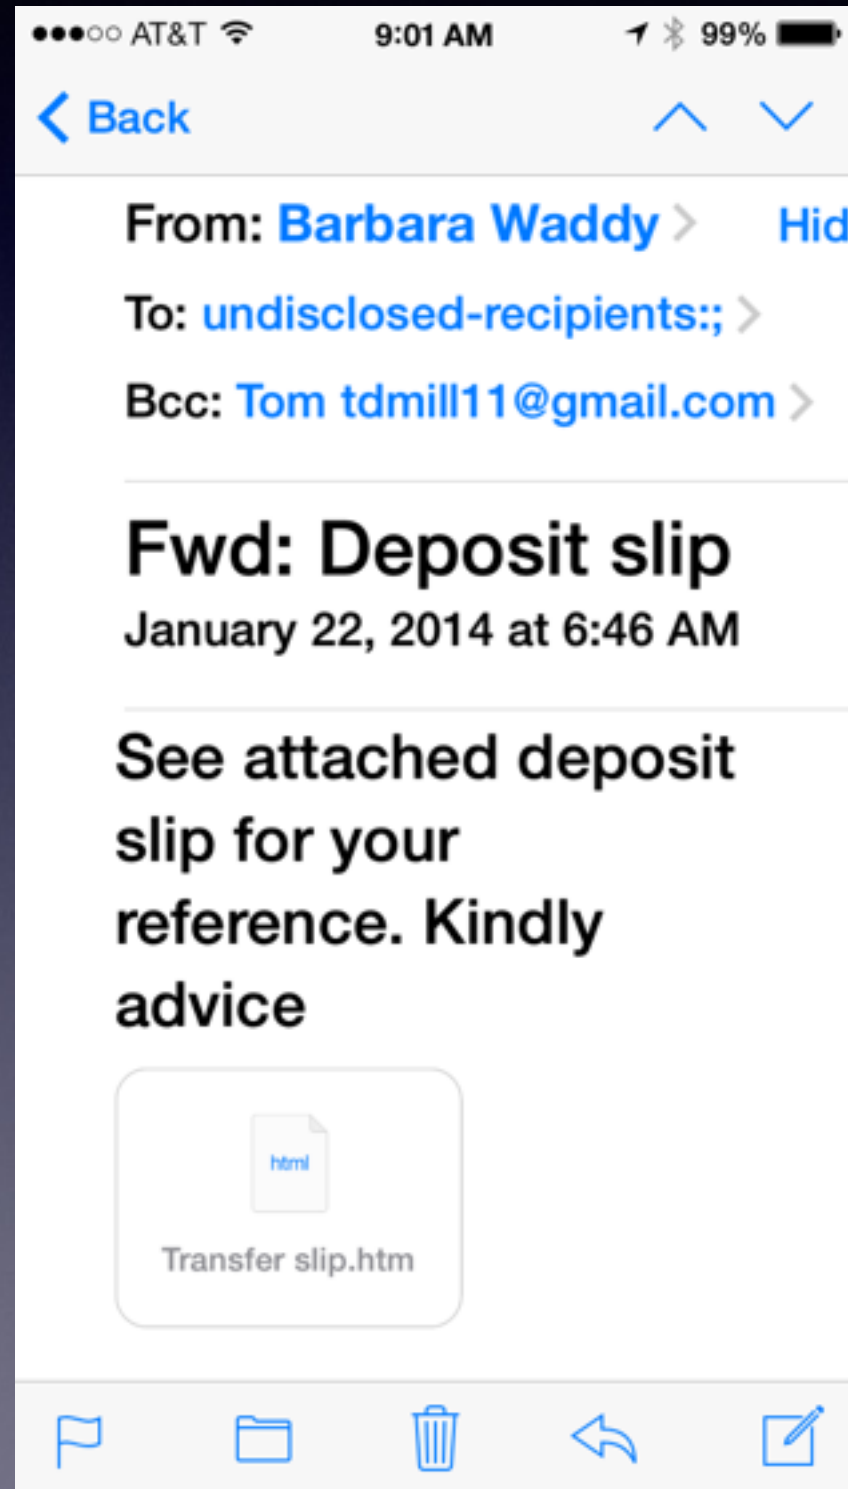 AT&T 9:01 AM 99%
Back
From: Barbara Waddy Hid
To: undisclosed-recipients:;
Bcc: Tom tdmill11@gmail.com
Fwd: Deposit slip
January 22, 2014 at 6:46 AM
See attached deposit
slip for your
reference. Kindly
advice
html
Transfer slip.htm